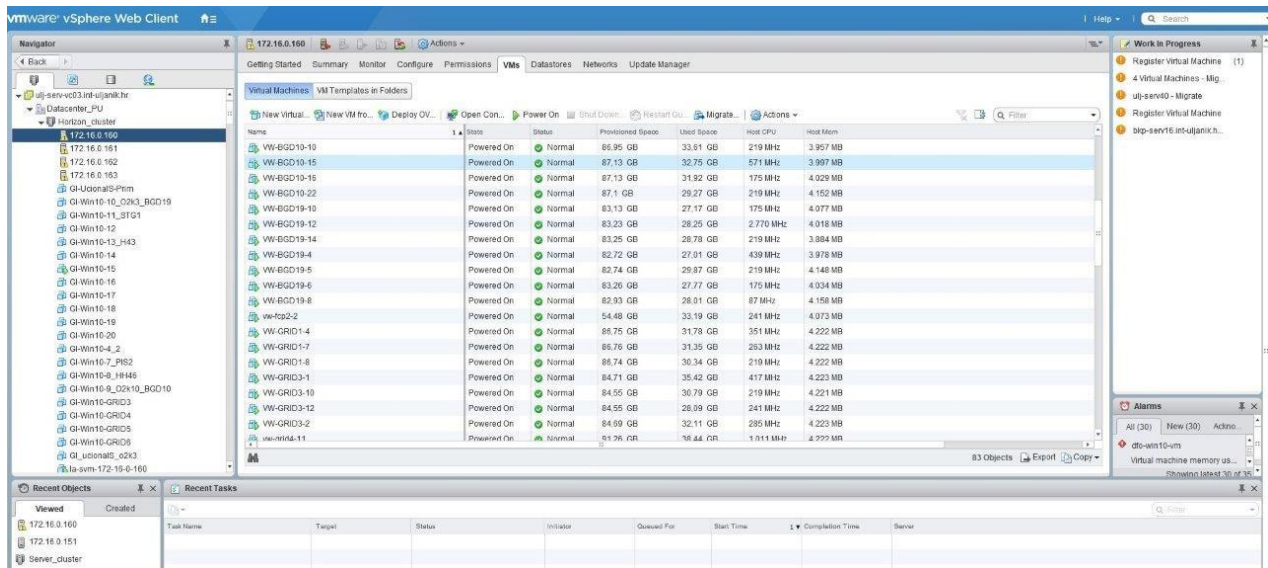 vmware® vSphere Web Client
Help
Search
Navigator
Back
ulj-serv-vc03.int-uljanik.hr
Datacenter_PU
Horizon_cluster
172.16.0.160
172.16.0.161
172.16.0.162
172.16.0.163
GI-UcionalS-Prim
GI-Win10-10_O2k3_BGD19
GI-Win10-11_STG1
GI-Win10-12
GI-Win10-13_H43
GI-Win10-14
GI-Win10-15
GI-Win10-16
GI-Win10-17
GI-Win10-18
GI-Win10-19
GI-Win10-20
GI-Win10-4_2
GI-Win10-7_PIS2
GI-Win10-8_HH46
GI-Win10-9_O2k10_BGD10
GI-Win10-GRID3
GI-Win10-GRID4
GI-Win10-GRID5
GI-Win10-GRID6
GI_ucionalS_o2k3
la-svm-172-16-0-160
172.16.0.160 Actions
Getting Started Summary Monitor Configure Permissions VMs Datastores Networks Update Manager
Virtual Machines VM Templates in Folders
New Virtual... New VM fro... Deploy OV... Open Con... Power On Shut Down... Restart Gu... Migrate... Actions Filter
Name 1 State Status Provisioned Space Used Space Host CPU Host Mem
VW-BGD10-10 Powered On Normal 86,95 GB 33,61 GB 219 MHz 3.957 MB
VW-BGD10-15 Powered On Normal 87,13 GB 32,75 GB 571 MHz 3.997 MB
VW-BGD10-16 Powered On Normal 87,13 GB 31,92 GB 175 MHz 4.029 MB
VW-BGD10-22 Powered On Normal 87,1 GB 29,27 GB 219 MHz 4.152 MB
VW-BGD19-10 Powered On Normal 83,13 GB 27,17 GB 175 MHz 4.077 MB
VW-BGD19-12 Powered On Normal 83,23 GB 28,25 GB 2.770 MHz 4.018 MB
VW-BGD19-14 Powered On Normal 83,25 GB 28,78 GB 219 MHz 3.884 MB
VW-BGD19-4 Powered On Normal 82,72 GB 27,01 GB 439 MHz 3.978 MB
VW-BGD19-5 Powered On Normal 82,74 GB 29,87 GB 219 MHz 4.148 MB
VW-BGD19-6 Powered On Normal 83,26 GB 27,77 GB 175 MHz 4.034 MB
VW-BGD19-8 Powered On Normal 82,93 GB 28,01 GB 87 MHz 4.158 MB
vw-fcp2-2 Powered On Normal 54,48 GB 33,19 GB 241 MHz 4.073 MB
VW-GRID1-4 Powered On Normal 86,75 GB 31,78 GB 351 MHz 4.222 MB
VW-GRID1-7 Powered On Normal 86,76 GB 31,35 GB 263 MHz 4.222 MB
VW-GRID1-8 Powered On Normal 86,74 GB 30,34 GB 219 MHz 4.222 MB
VW-GRID3-1 Powered On Normal 84,71 GB 35,42 GB 417 MHz 4.223 MB
VW-GRID3-10 Powered On Normal 84,55 GB 30,79 GB 219 MHz 4.221 MB
VW-GRID3-12 Powered On Normal 84,55 GB 28,09 GB 241 MHz 4.222 MB
VW-GRID3-2 Powered On Normal 84,69 GB 32,11 GB 285 MHz 4.223 MB
vw-grid4-11 Powered On Normal 91,26 GB 38,44 GB 1.011 MHz 4.222 MB
83 Objects Export Copy
Work In Progress
Register Virtual Machine (1)
4 Virtual Machines - Mig...
ulj-serv40 - Migrate
Register Virtual Machine
bkp-serv16.int-uljanik.h...
Alarms
All (30) New (30) Ackno...
dfo-win10-vm
Virtual machine memory us...
Showing latest 30 of 35
Recent Objects
Viewed Created
172.16.0.160
172.16.0.151
Server_cluster
Recent Tasks
Filter
Task Name Target Status Initiator Queued For Start Time 1 Completion Time Server